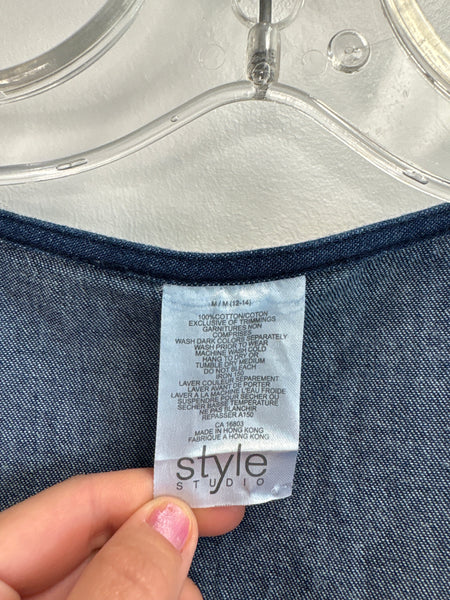 M / M (12-14)
100%COTTON/COTON
EXCLUSIVE OF TRIMMINGS
GARNITURES NON
COMPRISES
WASH DARK COLORS SEPARATELY
WASH PRIOR TO WEAR
MACHINE WASH COLD
HANG TO DRY OR
TUMBLE DRY MEDIUM
DO NOT BLEACH
IRON 150
LAVER COULEUR SEPAREMENT
LAVER AVANT DE PORTER
LAVER A LA MACHINE L'EAU FROIDE
SUSPENDRE POUR SECHER OU
SECHER BASSE TEMPERATURE
NE PAS BLANCHIR
REPASSER A150
CA 16803
MADE IN HONG KONG
FABRIQUE A HONG KONG
style
STUDIO